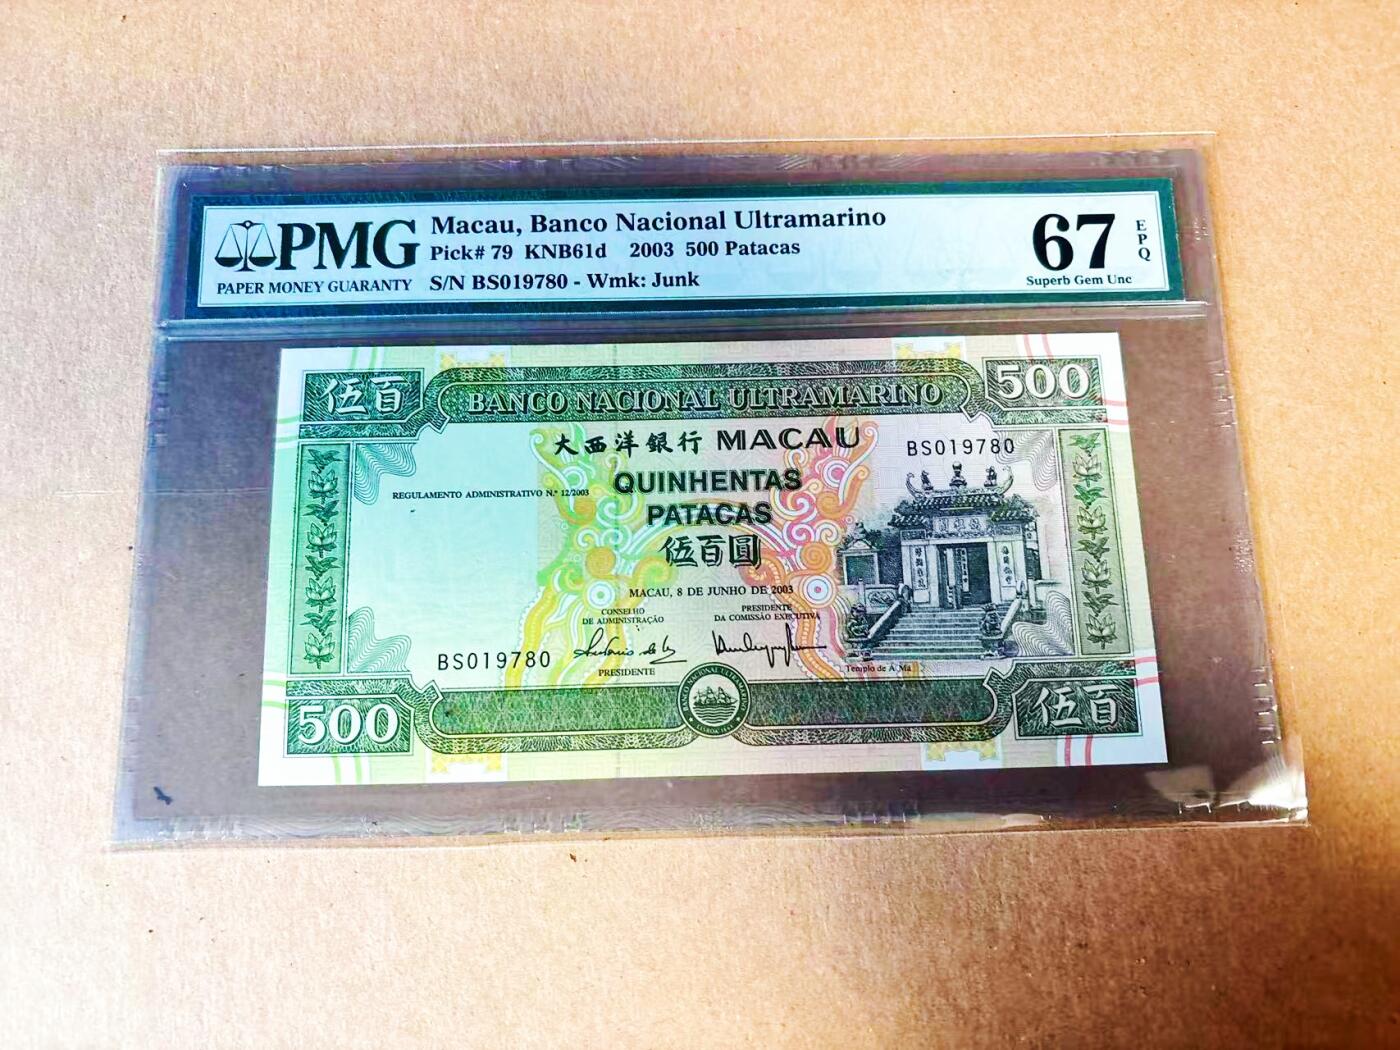 PMG
PAPER MONEY GUARANTY
Macau, Banco Nacional Ultramarino
Pick# 79 KNB61d 2003 500 Patacas
S/N BS019780 - Wmk: Junk
67
EPQ
Superb Gem Unc
伍百
BANCO NACIONAL ULTRAMARINO
500
大西洋銀行 MACAU
BS019780
REGULAMENTO ADMINISTRATIVO N.º 12/2003
QUINHENTAS
PATACAS
伍百圓
MACAU, 8 DE JUNHO DE 2003
CONSELHO
DE ADMINISTRAÇÃO
PRESIDENTE
DA COMISSÃO EXECUTIVA
BS019780
PRESIDENTE
Templo de A Má
500
伍百